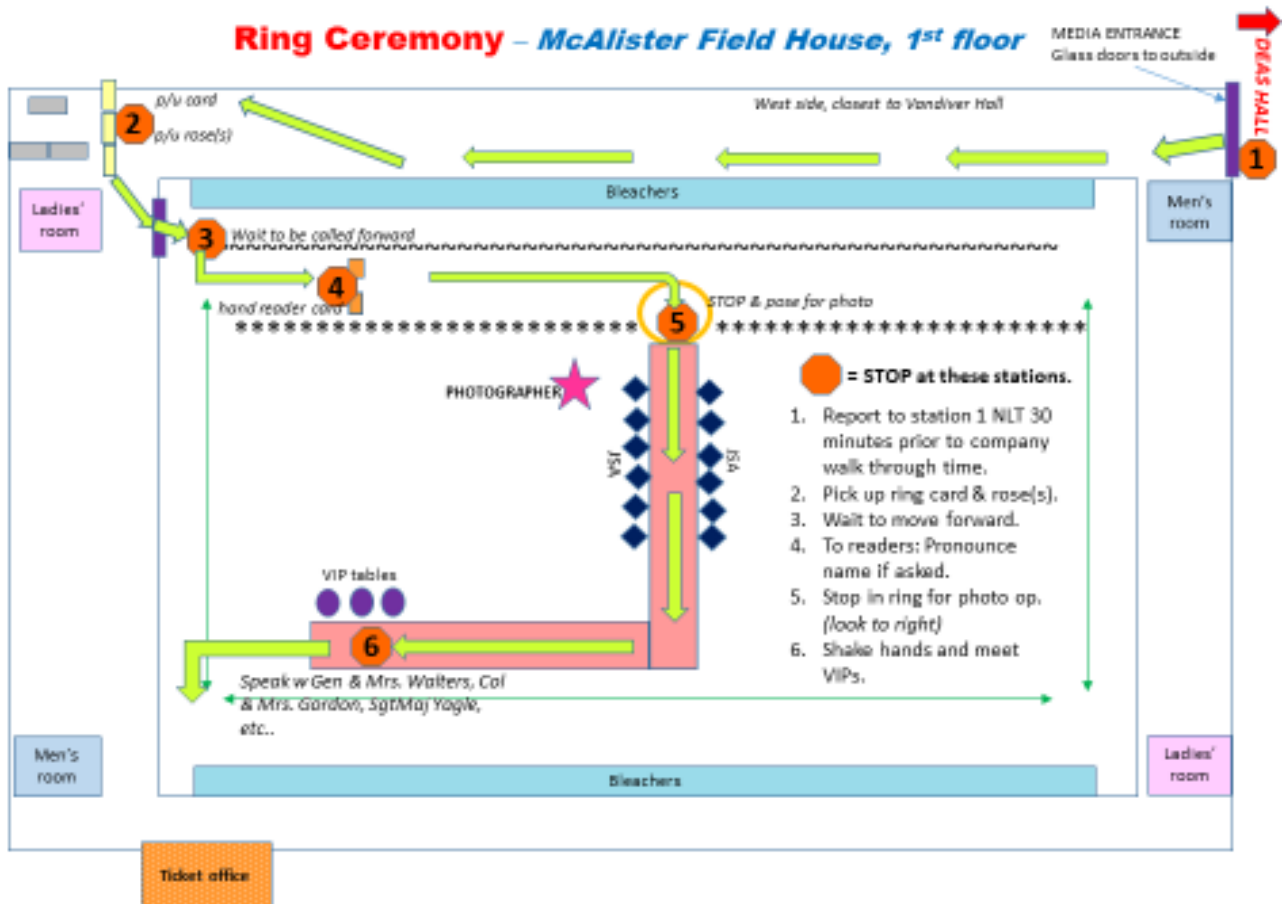 Ring Ceremony – McAlister Field House, 1st floor
MEDIA ENTRANCE
Glass doors to outside
DEAS HALL
p/u card
2
p/u rose(s)
West side, closest to Vandiver Hall
1
Bleachers
Ladies'
room
Men's
room
3
Wait to be called forward
4
hand reader card
STOP & pose for photo
5
PHOTOGRAPHER
JSA
JSA
= STOP at these stations.
1. Report to station 1 NLT 30
minutes prior to company
walk through time.
2. Pick up ring card & rose(s).
3. Wait to move forward.
4. To readers: Pronounce
name if asked.
5. Stop in ring for photo op.
(look to right)
6. Shake hands and meet
VIPs.
VIP tables
6
Speak w Gen & Mrs. Walters, Col
& Mrs. Gordon, SgtMaj Yagle,
etc..
Men's
room
Bleachers
Ladies'
room
Ticket office